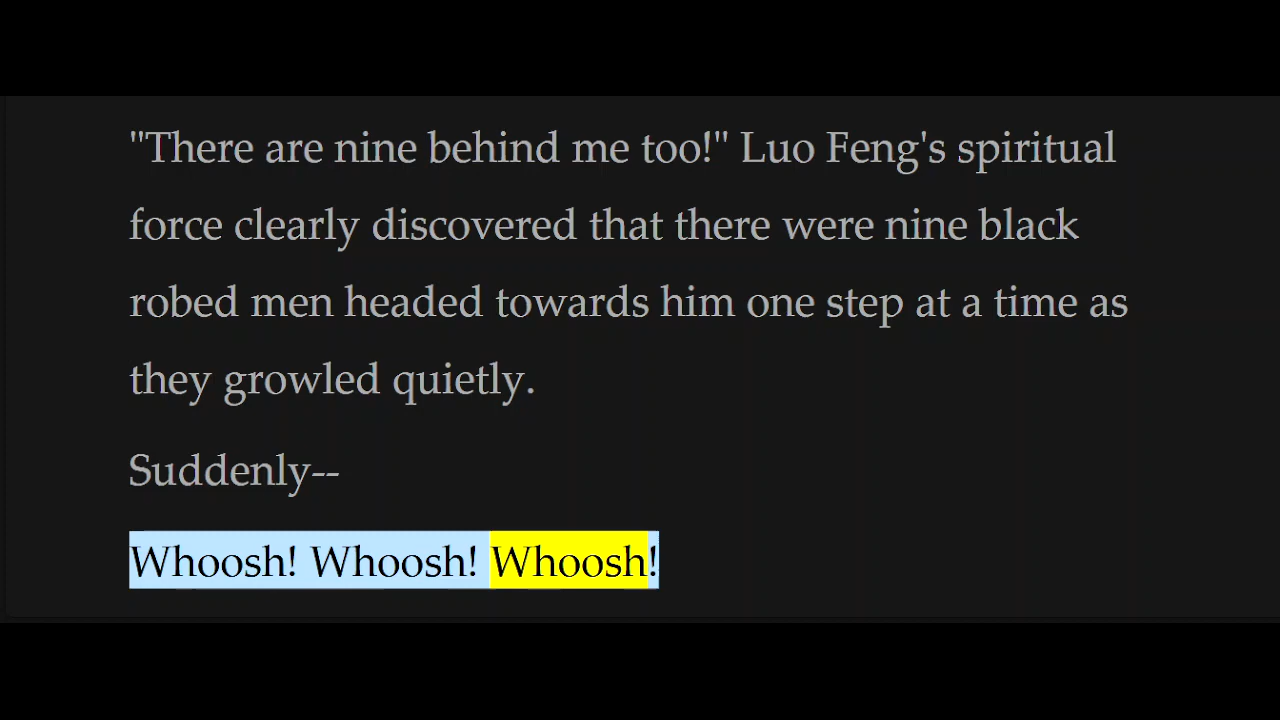 "There are nine behind me too!" Luo Feng's spiritual
force clearly discovered that there were nine black
robed men headed towards him one step at a time as
they growled quietly.
Suddenly--
Whoosh! Whoosh! Whoosh!